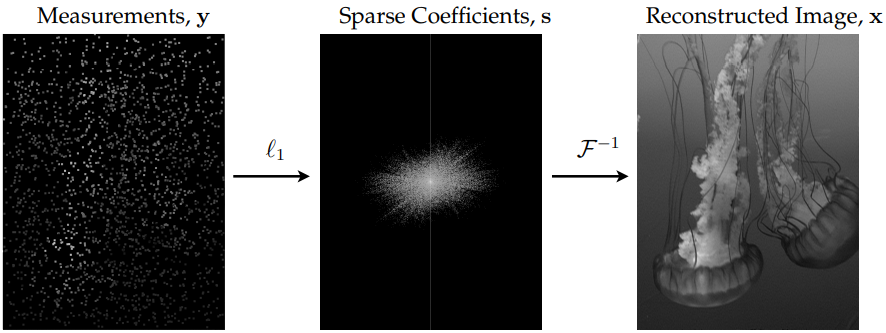 Measurements, y
Sparse Coefficients, s
Reconstructed Image, x
ℓ₁
ℱ⁻¹